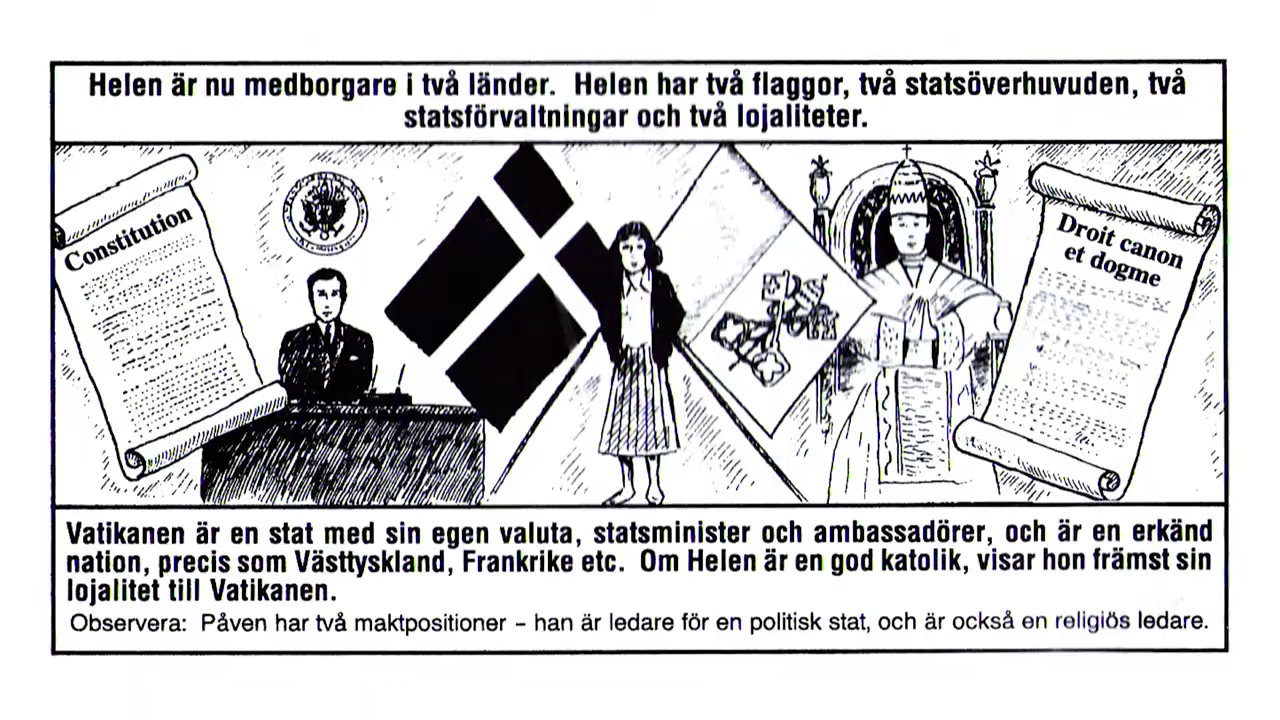 Helen är nu medborgare i två länder. Helen har två flaggor, två statsöverhuvuden, två
statsförvaltningar och två lojaliteter.
Constitution
Droit canon
et dogme
Vatikanen är en stat med sin egen valuta, statsminister och ambassadörer, och är en erkänd
nation, precis som Västtyskland, Frankrike etc. Om Helen är en god katolik, visar hon främst sin
lojalitet till Vatikanen.
Observera: Påven har två maktpositioner – han är ledare för en politisk stat, och är också en religiös ledare.